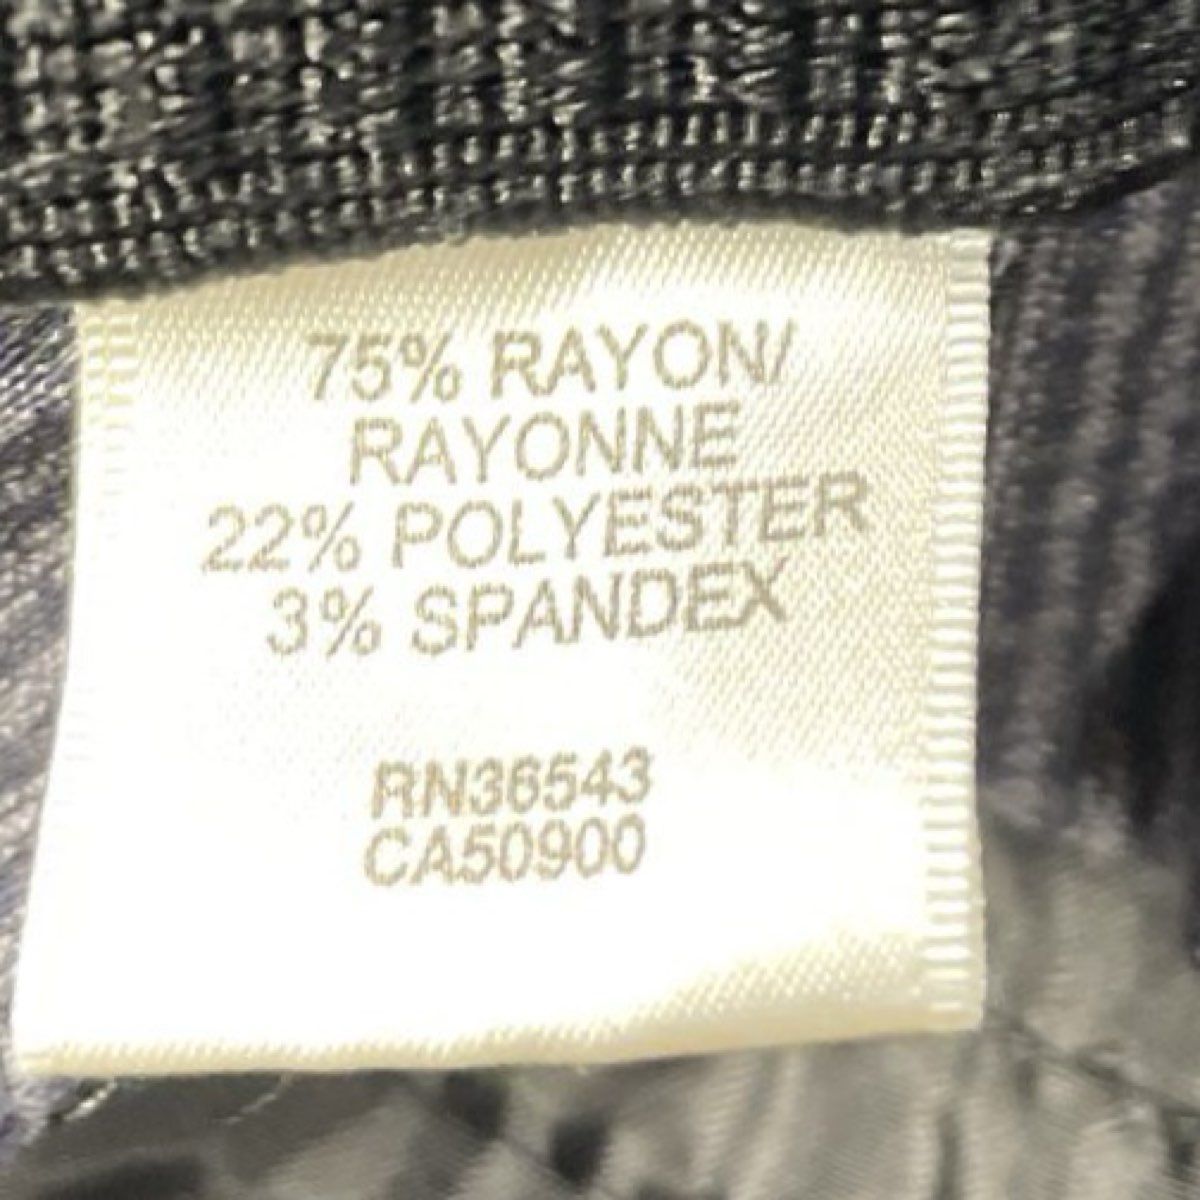 75% RAYON/
RAYONNE
22% POLYESTER
3% SPANDEX
RN36543
CA50900